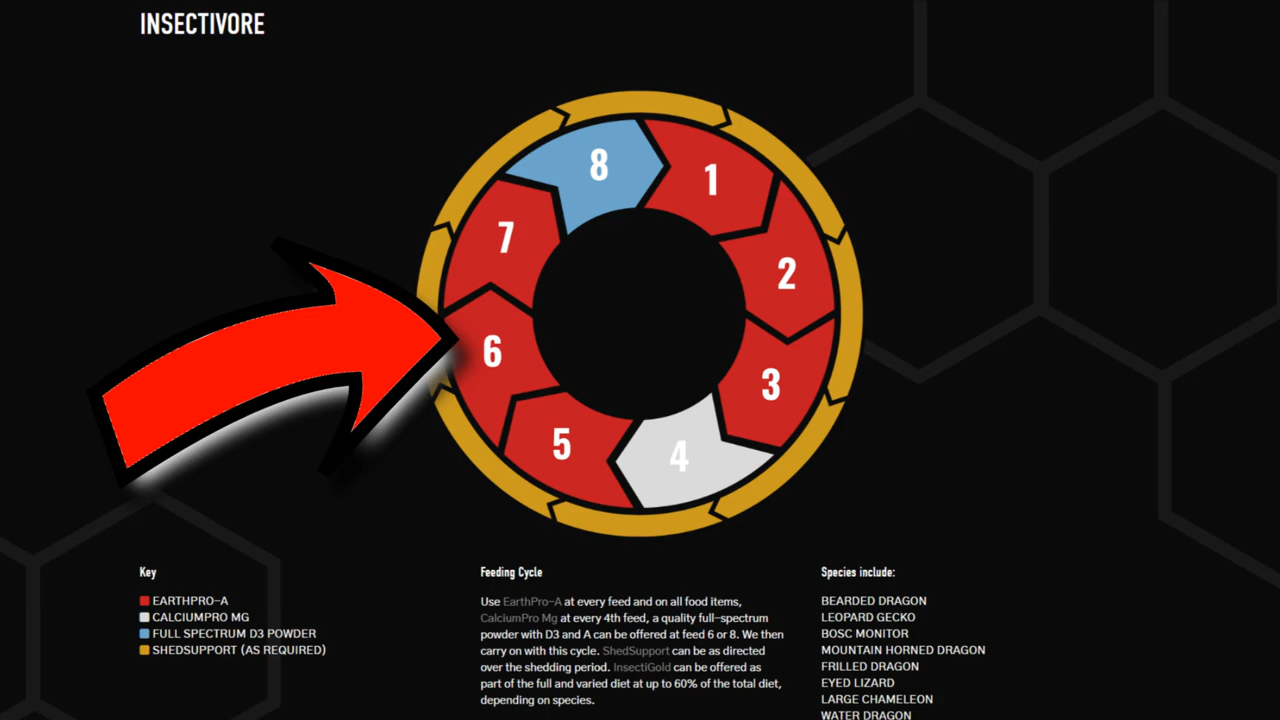 INSECTIVORE
8
1
7
2
6
3
5
4
Key
EARTHPRO-A
CALCIUMPRO MG
FULL SPECTRUM D3 POWDER
SHEDSUPPORT (AS REQUIRED)
Feeding Cycle
Use EarthPro-A at every feed and on all food items,
CalciumPro Mg at every 4th feed, a quality full-spectrum
powder with D3 and A can be offered at feed 6 or 8. We then
carry on with this cycle. ShedSupport can be as directed
over the shedding period. InsectiGold can be offered as
part of the full and varied diet at up to 60% of the total diet,
depending on species.
Species include:
BEARDED DRAGON
LEOPARD GECKO
BOSC MONITOR
MOUNTAIN HORNED DRAGON
FRILLED DRAGON
EYED LIZARD
LARGE CHAMELEON
WATER DRAGON